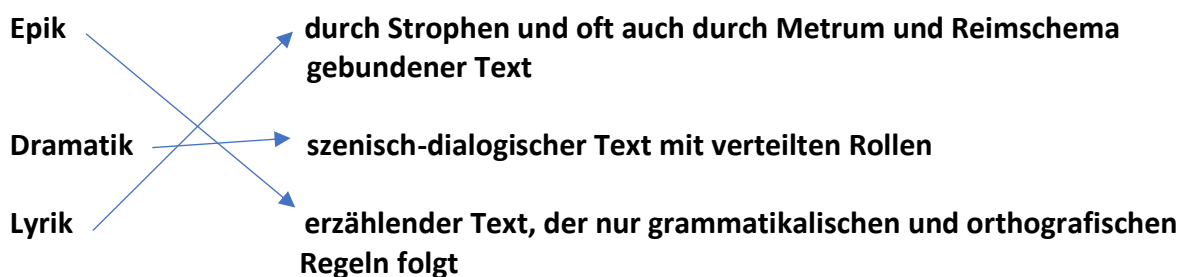 Epik durch Strophen und oft auch durch Metrum und Reimschema
gebundener Text
Dramatik szenisch-dialogischer Text mit verteilten Rollen
Lyrik erzählender Text, der nur grammatikalischen und orthografischen
Regeln folgt